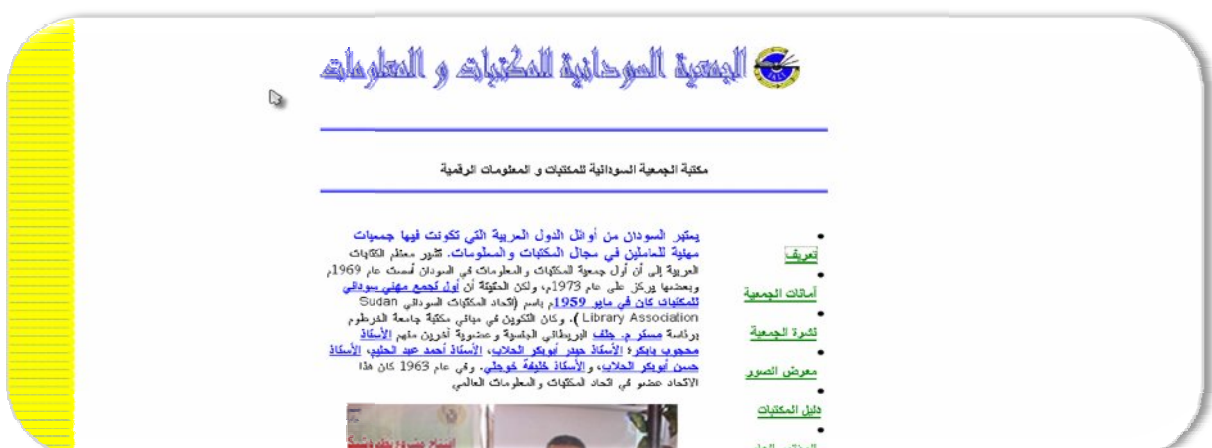 الجمعية السودانية للمكتبات و المعلومات
مكتبة الجمعية السودانية للمكتبات و المعلومات الرقمية
تعريف
أمانات الجمعية
نشرة الجمعية
معرض الصور
دليل المكتبات
يعتبر السودان من أوائل الدول العربية التي تكونت فيها جمعيات
مهنية للعاملين في مجال المكتبات والمعلومات. تشير معظم الكتابات
العربية إلى أن أول جمعية للمكتبات والمعلومات في السودان أسست عام 1969م
وبعضها يركز على عام 1973م، ولكن الحقيقة أن أول تجمع مهني سوداني
للمكتبات كان في مايو 1959م باسم (اتحاد المكتبات السوداني Sudan
Library Association ). وكان التكوين في مباني مكتبة جامعة الخرطوم
برئاسة مستر م. جلف البريطاني الجنسية وعضوية آخرين منهم الأستاذ
محجوب بابكر؛ الأستاذ حيدر أبوبكر الحلاب، الأستاذ أحمد عبد الحليم، الأستاذ
حسن أبوبكر الحلاب، والأستاذ خليفة خوجلي. وفي عام 1963 كان هذا
الاتحاد عضو في اتحاد المكتبات والمعلومات العالمي